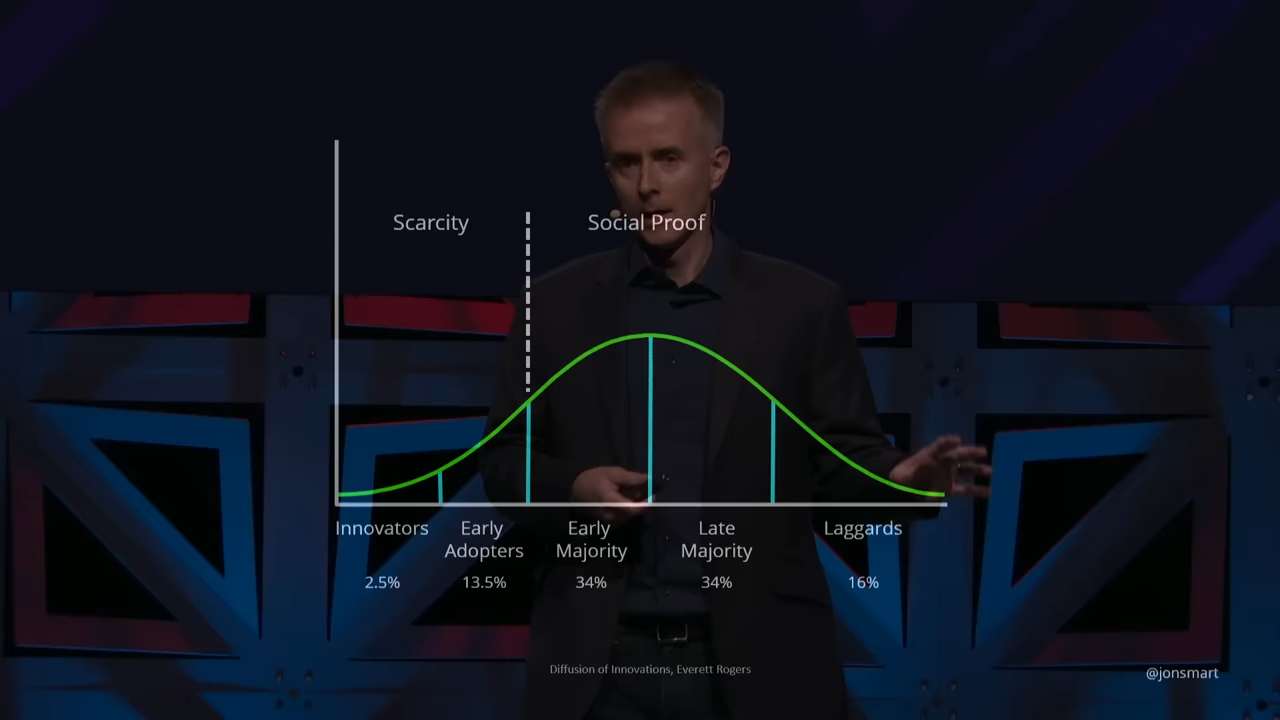 Scarcity
Social Proof
Innovators
Early
Adopters
Early
Majority
Late
Majority
Laggards
2.5%
13.5%
34%
34%
16%
Diffusion of Innovations, Everett Rogers
@jonsmart